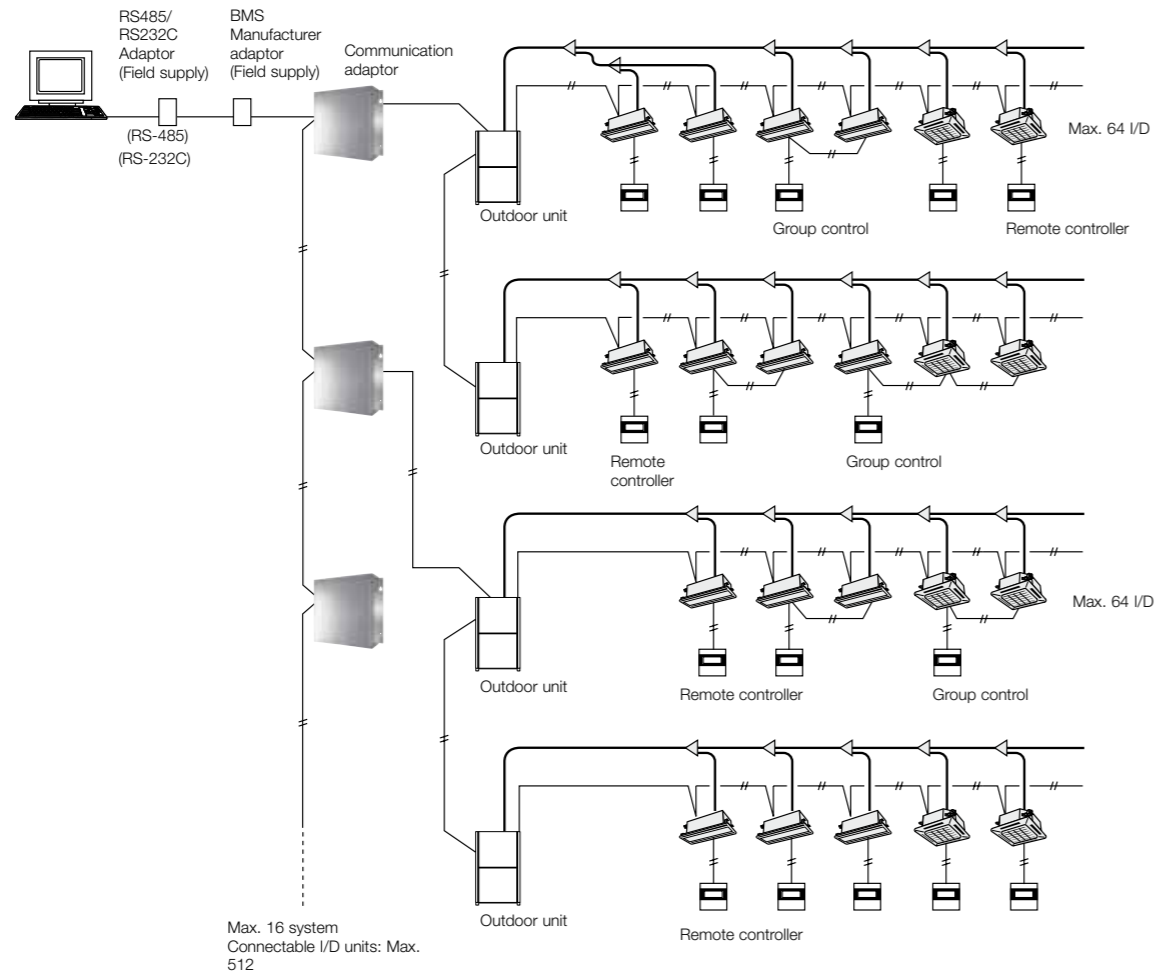 RS485/
RS232C
Adaptor
(Field supply)
BMS
Manufacturer
adaptor
(Field supply)
Communication
adaptor
(RS-485)
(RS-232C)
Max. 64 I/D
Outdoor unit
Group control
Remote controller
Outdoor unit
Remote
controller
Group control
Max. 64 I/D
Outdoor unit
Remote controller
Group control
Outdoor unit
Remote controller
Max. 16 system
Connectable I/D units: Max.
512